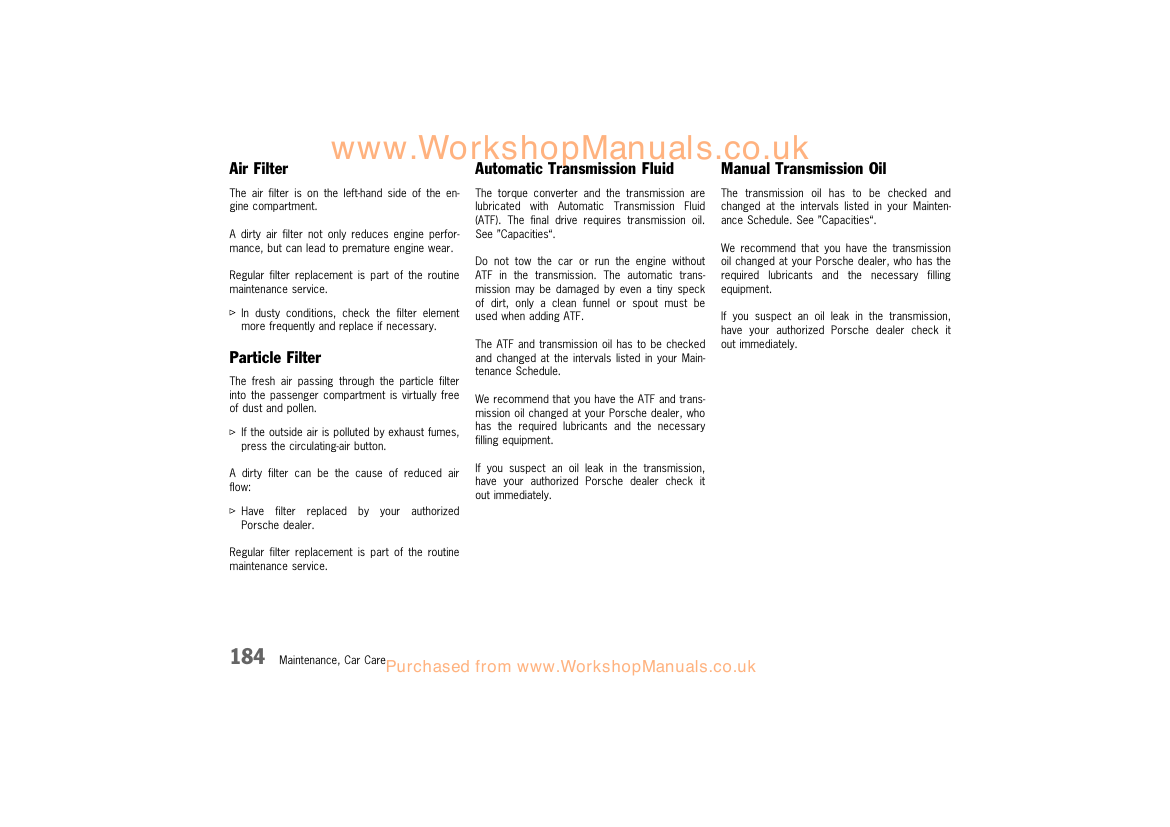 www.WorkshopManuals.co.uk
Air Filter
The air filter is on the left-hand side of the en-
gine compartment.
A dirty air filter not only reduces engine perfor-
mance, but can lead to premature engine wear.
Regular filter replacement is part of the routine
maintenance service.
▻ In dusty conditions, check the filter element
more frequently and replace if necessary.
Particle Filter
The fresh air passing through the particle filter
into the passenger compartment is virtually free
of dust and pollen.
▻ If the outside air is polluted by exhaust fumes,
press the circulating-air button.
A dirty filter can be the cause of reduced air
flow:
▻ Have filter replaced by your authorized
Porsche dealer.
Regular filter replacement is part of the routine
maintenance service.
Automatic Transmission Fluid
The torque converter and the transmission are
lubricated with Automatic Transmission Fluid
(ATF). The final drive requires transmission oil.
See ”Capacities“.
Do not tow the car or run the engine without
ATF in the transmission. The automatic trans-
mission may be damaged by even a tiny speck
of dirt, only a clean funnel or spout must be
used when adding ATF.
The ATF and transmission oil has to be checked
and changed at the intervals listed in your Main-
tenance Schedule.
We recommend that you have the ATF and trans-
mission oil changed at your Porsche dealer, who
has the required lubricants and the necessary
filling equipment.
If you suspect an oil leak in the transmission,
have your authorized Porsche dealer check it
out immediately.
Manual Transmission Oil
The transmission oil has to be checked and
changed at the intervals listed in your Mainten-
ance Schedule. See ”Capacities“.
We recommend that you have the transmission
oil changed at your Porsche dealer, who has the
required lubricants and the necessary filling
equipment.
If you suspect an oil leak in the transmission,
have your authorized Porsche dealer check it
out immediately.
184 Maintenance, Car Care
Purchased from www.WorkshopManuals.co.uk